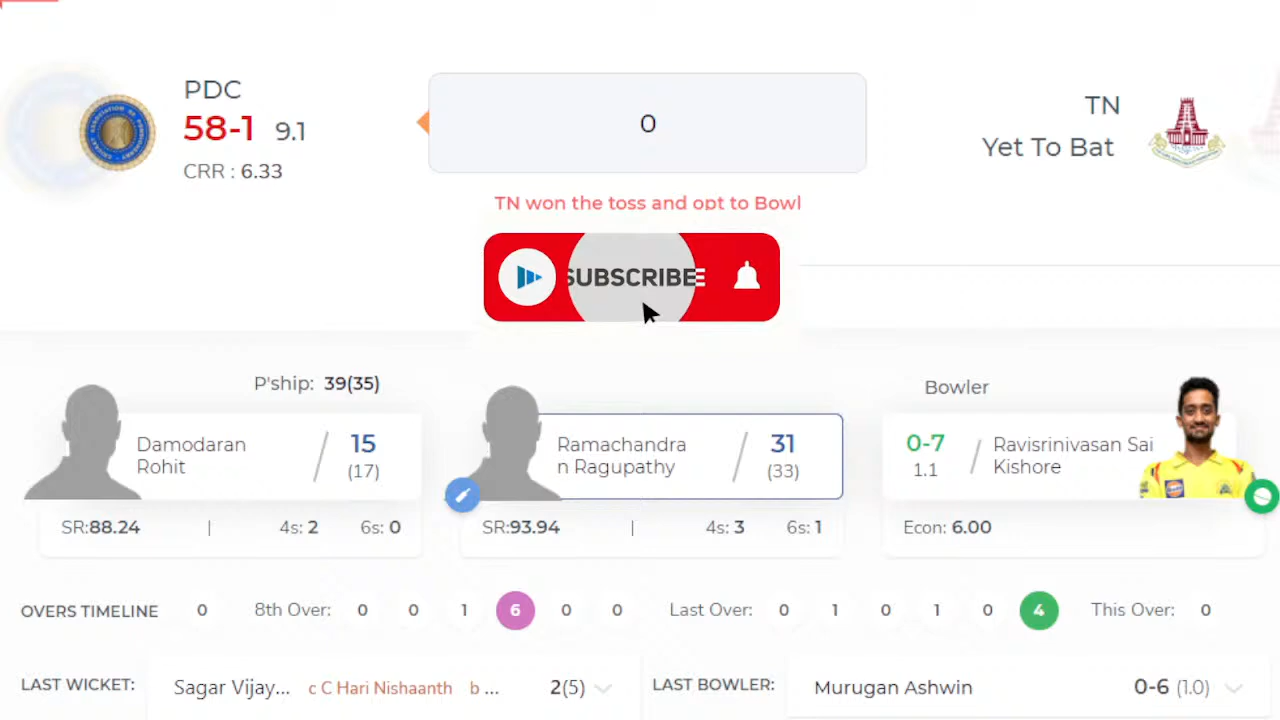 PDC
58-1 9.1
CRR : 6.33
0
TN
Yet To Bat
TN won the toss and opt to Bowl
SUBSCRIBE
P'ship: 39(35)
Damodaran
Rohit
/
15
(17)
SR:88.24 | 4s: 2 6s: 0
Ramachandra
n Ragupathy
/
31
(33)
SR:93.94 | 4s: 3 6s: 1
Bowler
0-7
1.1
/
Ravisrinivasan Sai
Kishore
Econ: 6.00
OVERS TIMELINE 0 8th Over: 0 0 1 6 0 0 Last Over: 0 1 0 1 0 4 This Over: 0
LAST WICKET: Sagar Vijay... c C Hari Nishaanth b ... 2(5)
LAST BOWLER: Murugan Ashwin 0-6 (1.0)